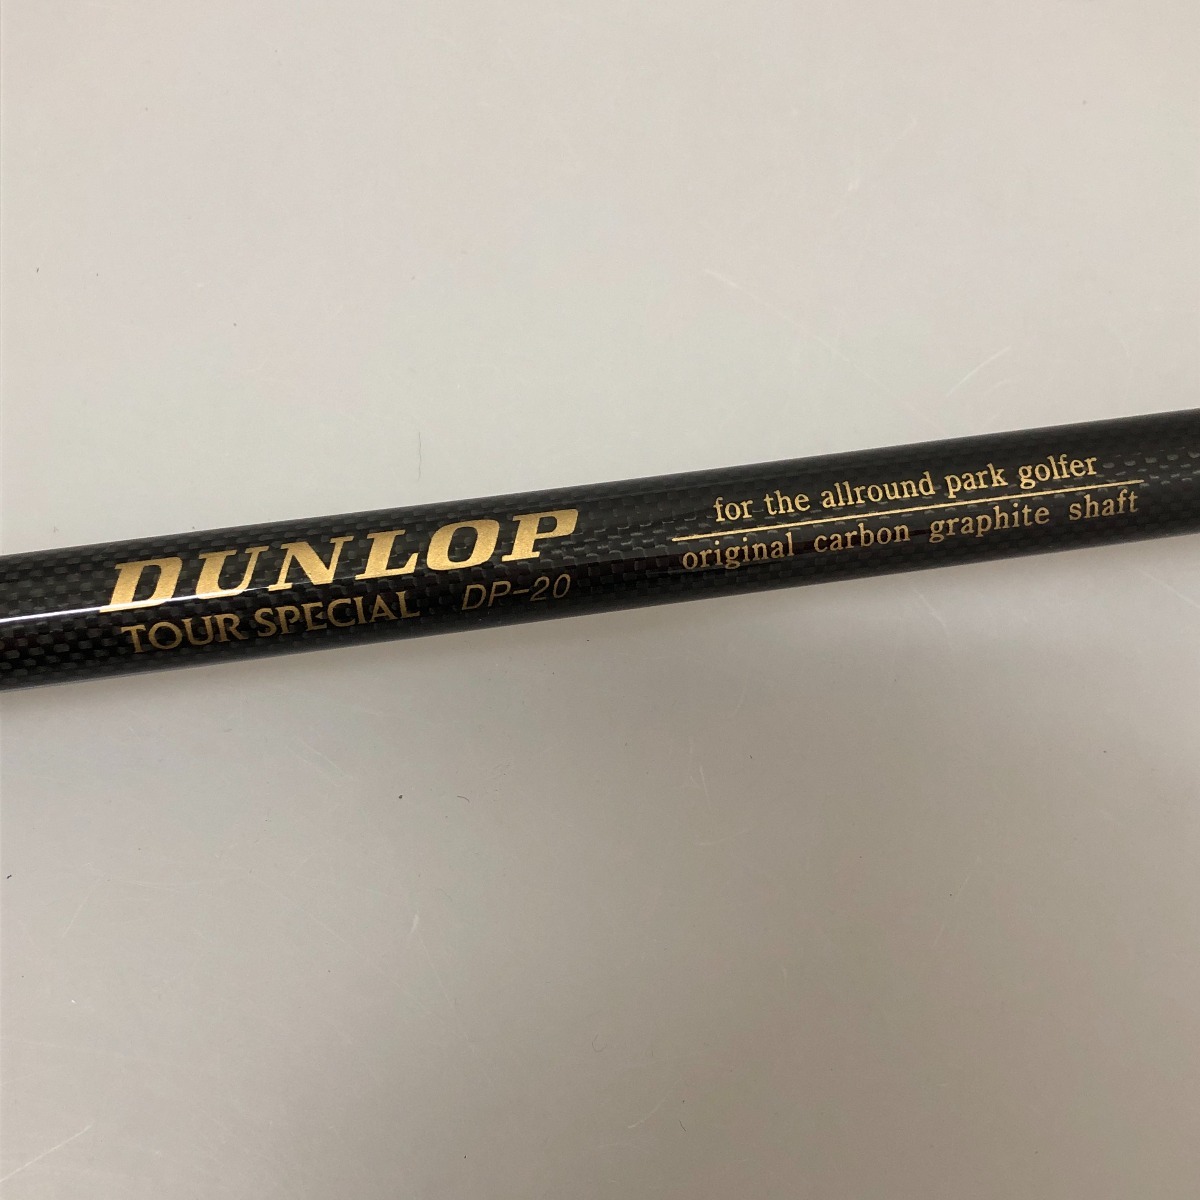 DUNLOP
TOUR SPECIAL DP-20
for the allround park golfer
original carbon graphite shaft